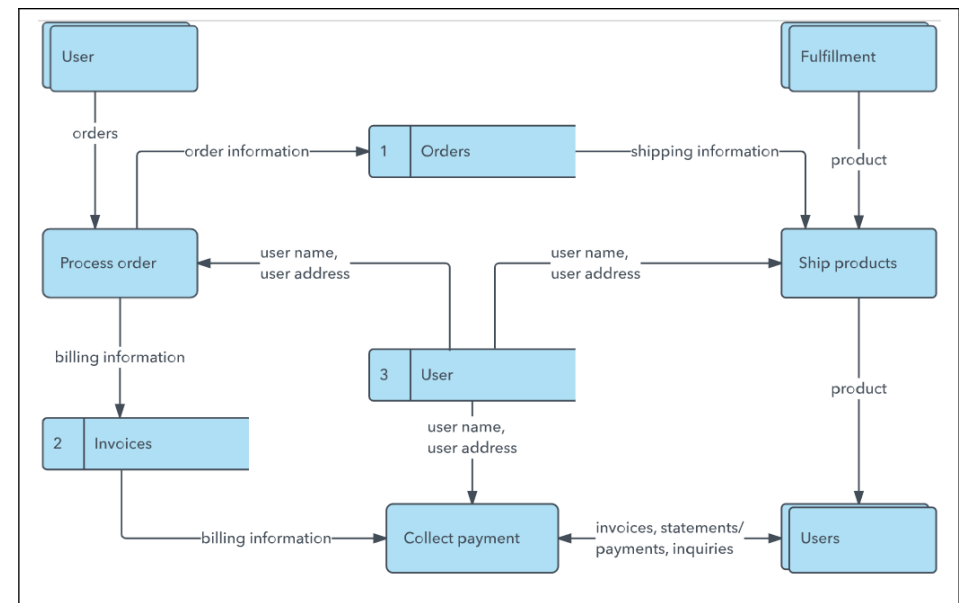 User
Fulfillment
orders
order information
1 Orders
shipping information
product
Process order
user name,
user address
user name,
user address
Ship products
billing information
3 User
product
2 Invoices
user name,
user address
billing information
Collect payment
invoices, statements/
payments, inquiries
Users